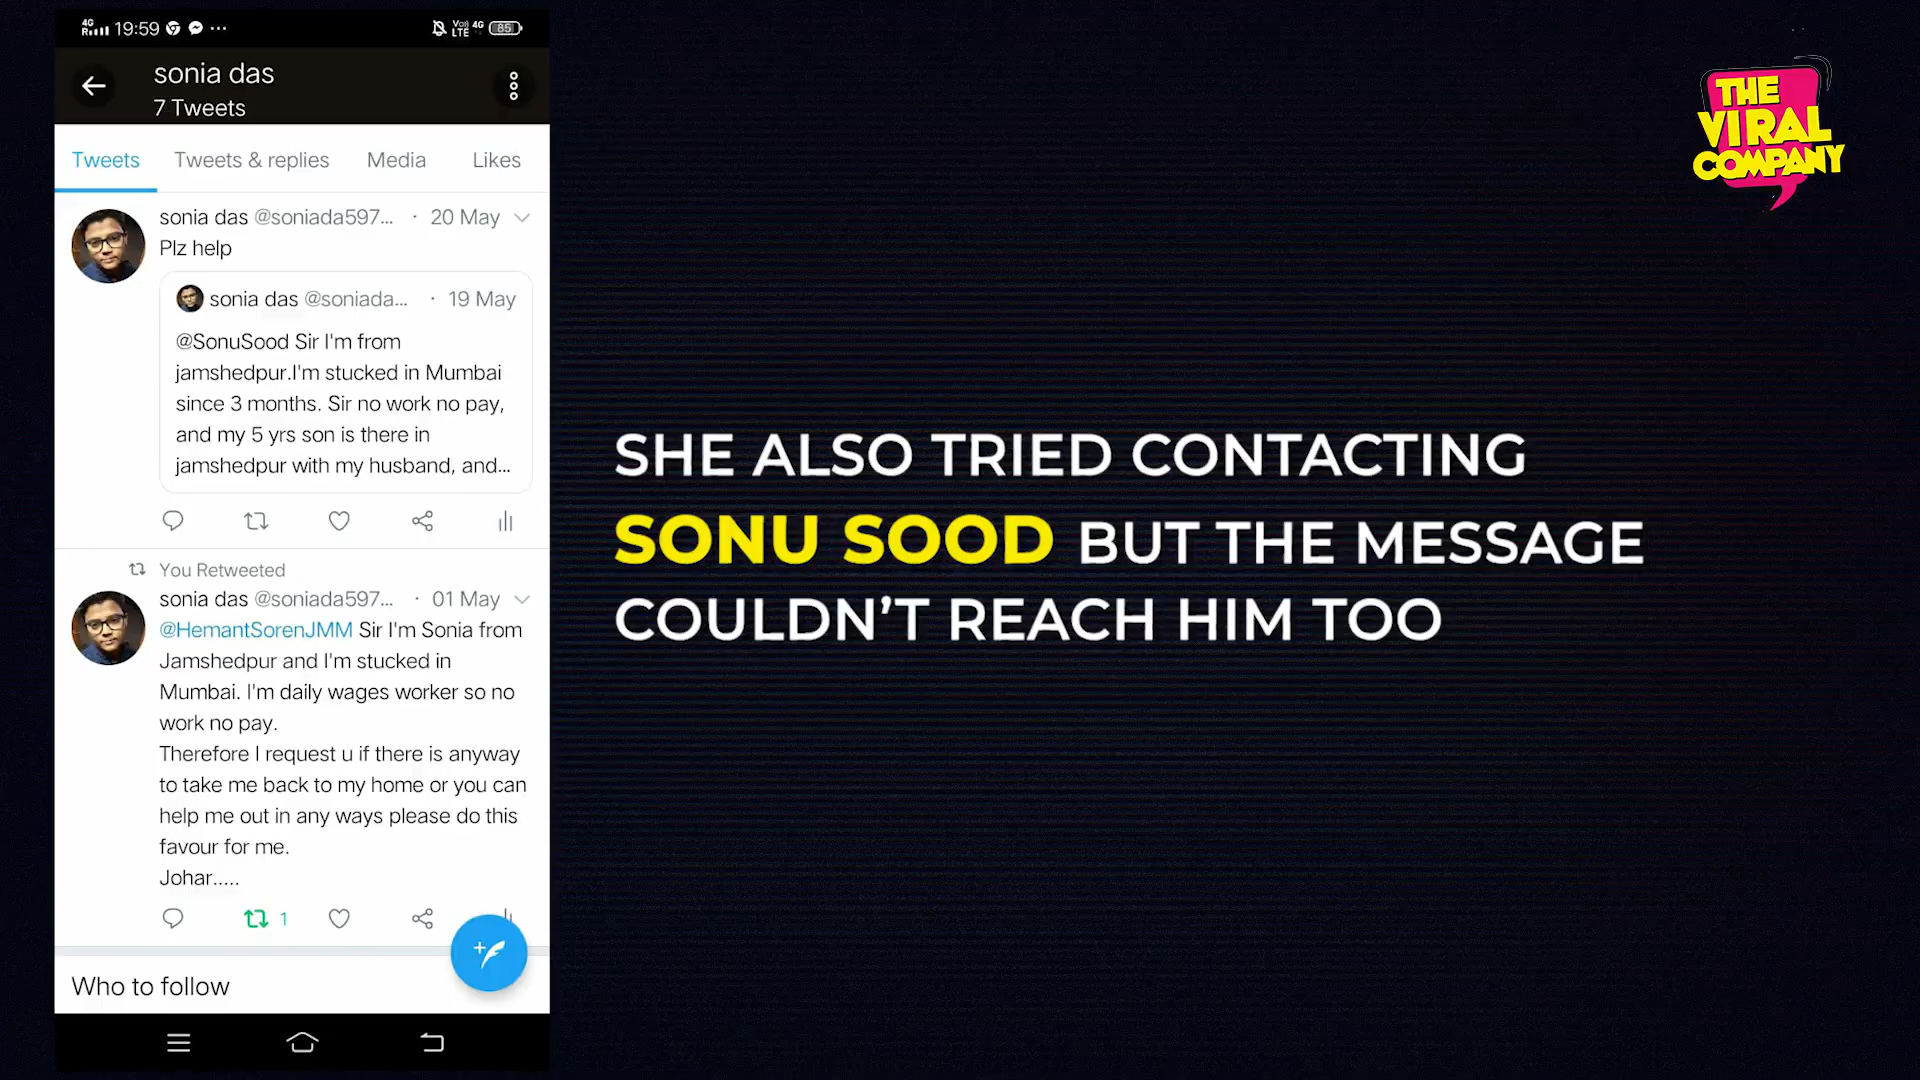 4G
R 19:59 ...
Vo)) 4G
LTE
85
sonia das
7 Tweets
Tweets Tweets & replies Media Likes
sonia das @soniada597... · 20 May
Plz help
sonia das @soniada... · 19 May
@SonuSood Sir I'm from
jamshedpur.I'm stucked in Mumbai
since 3 months. Sir no work no pay,
and my 5 yrs son is there in
jamshedpur with my husband, and...
You Retweeted
sonia das @soniada597... · 01 May
@HemantSorenJMM Sir I'm Sonia from
Jamshedpur and I'm stucked in
Mumbai. I'm daily wages worker so no
work no pay.
Therefore I request u if there is anyway
to take me back to my home or you can
help me out in any ways please do this
favour for me.
Johar.....
1
Who to follow
SHE ALSO TRIED CONTACTING
SONU SOOD BUT THE MESSAGE
COULDN'T REACH HIM TOO
THE
VIRAL
COMPANY